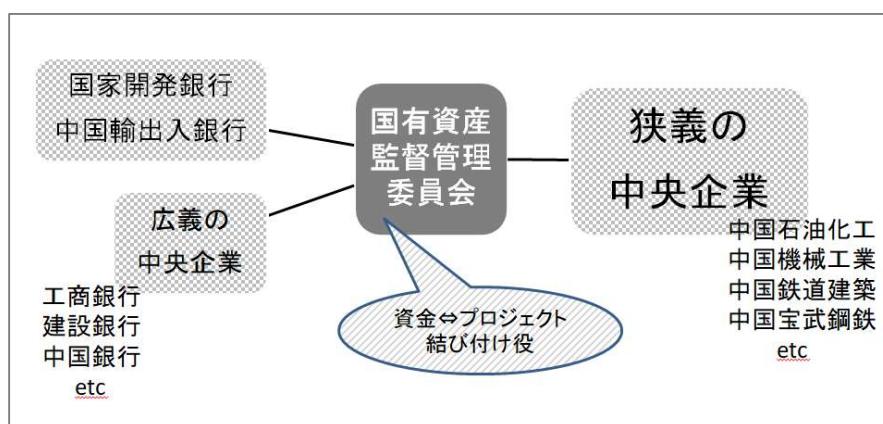 国家開発銀行
中国輸出入銀行
広義の
中央企業
工商銀行
建設銀行
中国銀行
etc
国有資産
監督管理
委員会
資金⇔プロジェクト
結び付け役
狭義の
中央企業
中国石油化工
中国機械工業
中国鉄道建築
中国宝武鋼鉄
etc